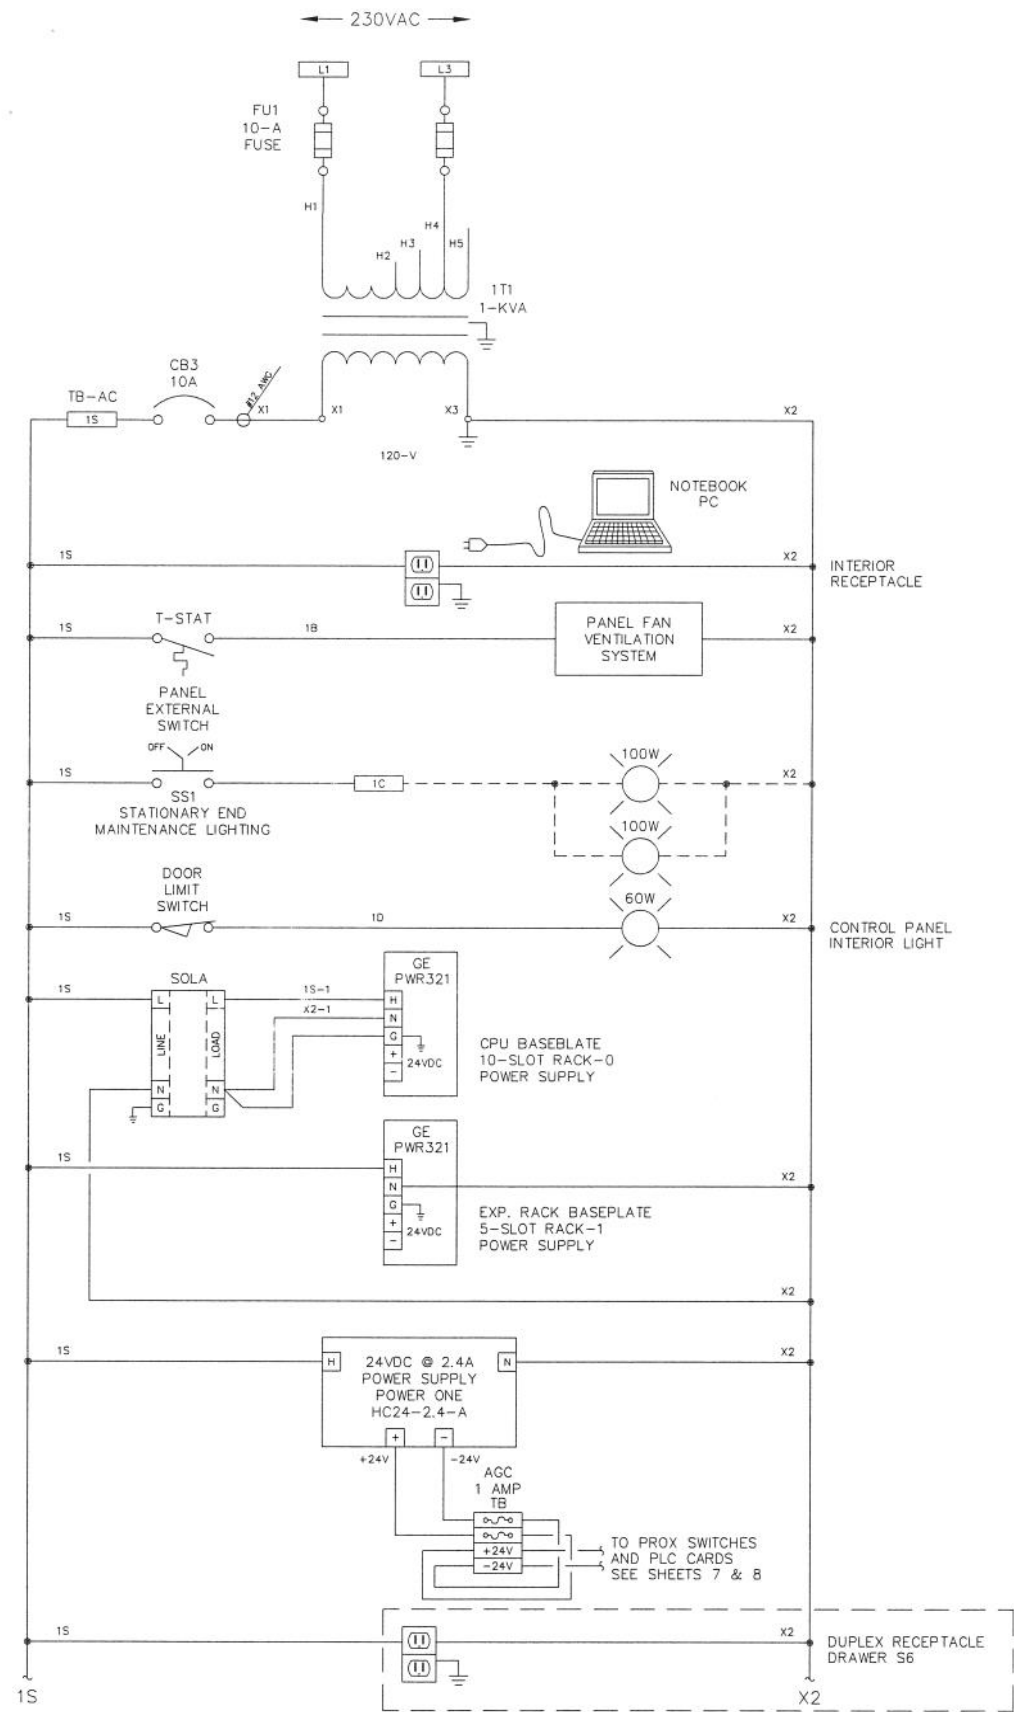 230VAC
L1
L3
FU1
10-A
FUSE
H1
H2
H3
H4
H5
1T1
1-KVA
CB3
10A
#12 AWG
TB-AC
1S
X1
X1
X3
X2
120-V
NOTEBOOK
PC
1S
X2
INTERIOR
RECEPTACLE
T-STAT
1S
1B
PANEL FAN
VENTILATION
SYSTEM
X2
PANEL
EXTERNAL
SWITCH
OFF
ON
1S
1C
100W
X2
SS1
STATIONARY END
MAINTENANCE LIGHTING
100W
DOOR
LIMIT
SWITCH
1S
1D
60W
X2
CONTROL PANEL
INTERIOR LIGHT
SOLA
GE
PWR321
1S
L
L
1S-1
H
X2-1
N
G
+
24VDC
-
LINE
LOAD
CPU BASEBLATE
10-SLOT RACK-0
POWER SUPPLY
N
N
G
G
GE
PWR321
1S
H
N
X2
G
+
24VDC
-
EXP. RACK BASEPLATE
5-SLOT RACK-1
POWER SUPPLY
X2
1S
H
24VDC @ 2.4A
POWER SUPPLY
POWER ONE
HC24-2.4-A
N
X2
+
-
+24V
-24V
AGC
1 AMP
TB
+24V
-24V
TO PROX SWITCHES
AND PLC CARDS
SEE SHEETS 7 & 8
1S
X2
DUPLEX RECEPTACLE
DRAWER S6
1S
X2